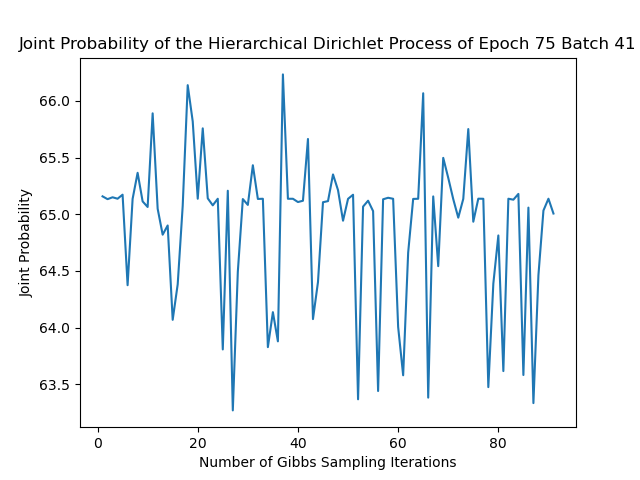 Joint Probability of the Hierarchical Dirichlet Process of Epoch 75 Batch 41
66.0
65.5
65.0
64.5
64.0
63.5
Joint Probability
0 20 40 60 80
Number of Gibbs Sampling Iterations